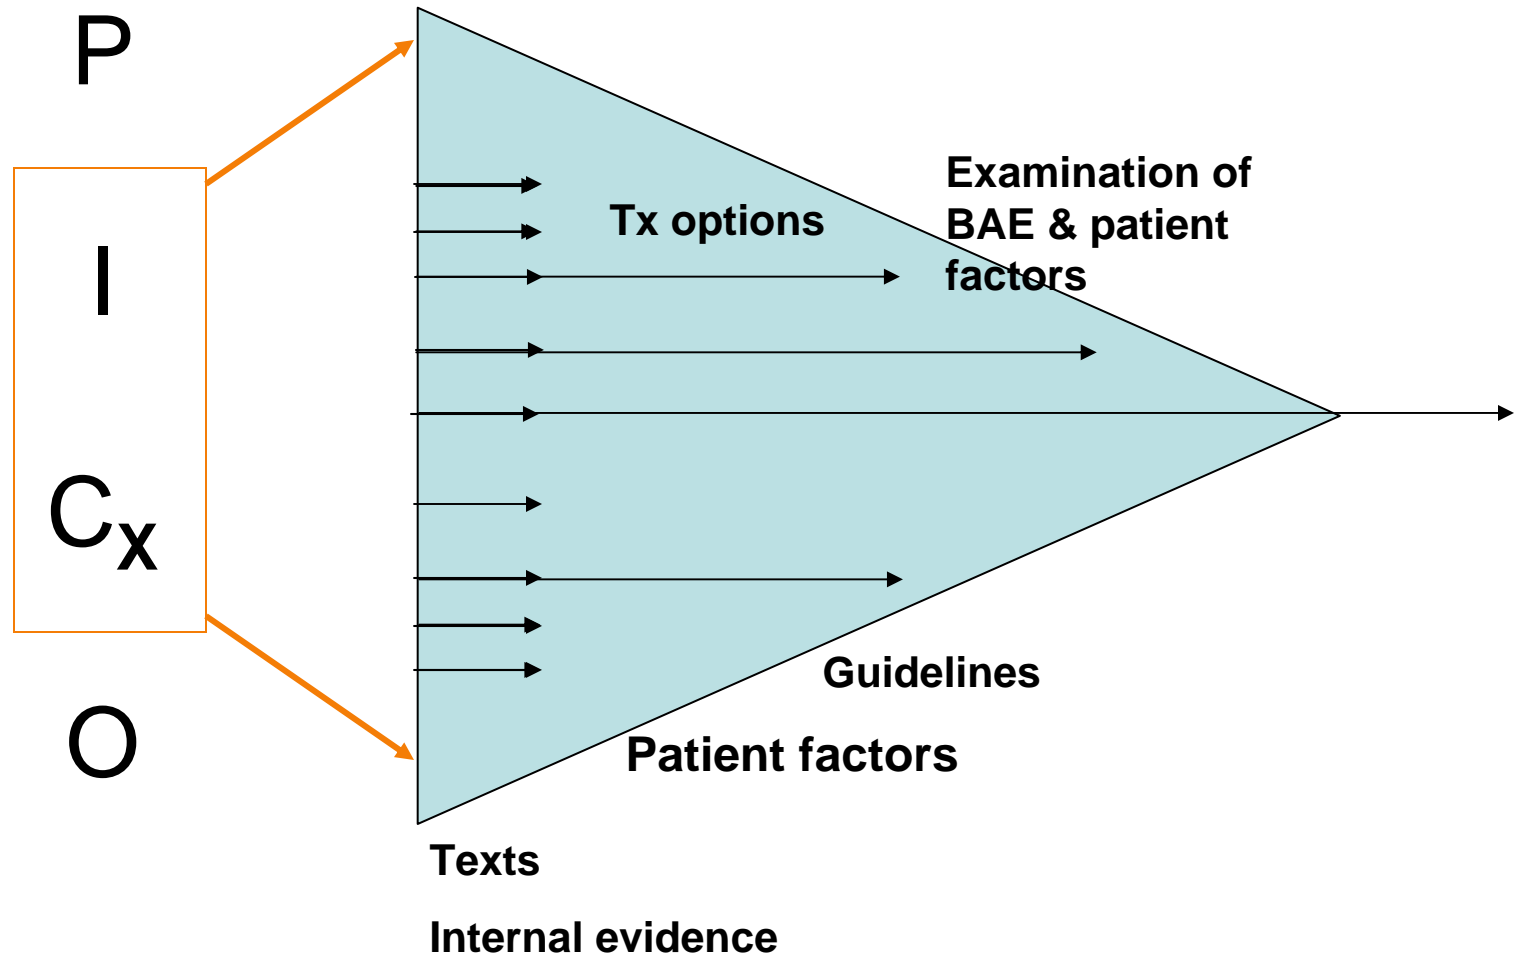 P
I
Cx
O
Tx options
Examination of
BAE & patient
factors
Guidelines
Patient factors
Texts
Internal evidence